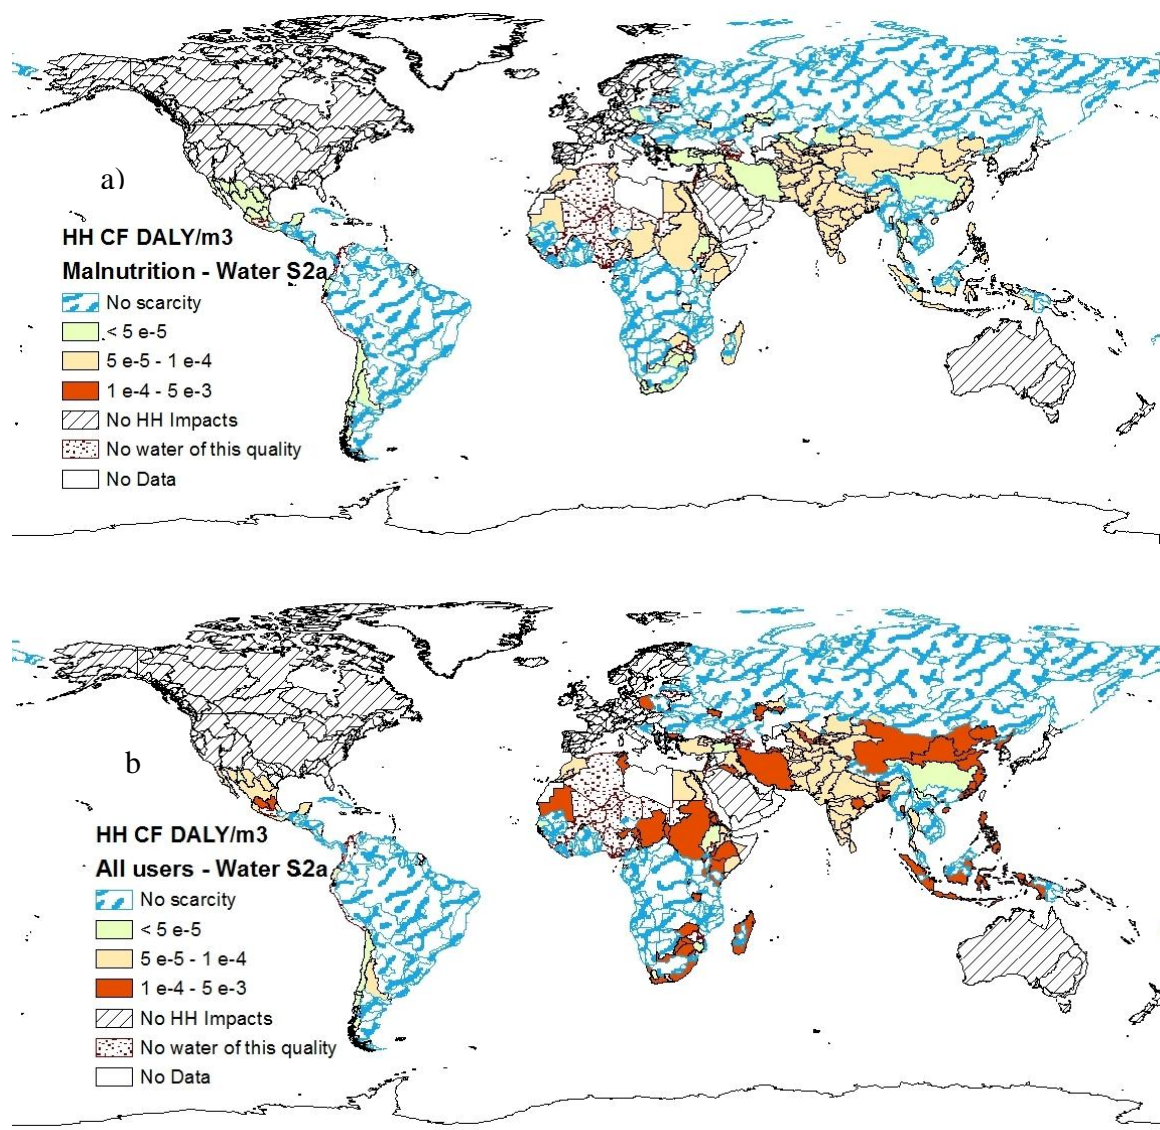 a)
HH CF DALY/m3
Malnutrition - Water S2a
No scarcity
< 5 e-5
5 e-5 - 1 e-4
1 e-4 - 5 e-3
No HH Impacts
No water of this quality
No Data
b
HH CF DALY/m3
All users - Water S2a
No scarcity
< 5 e-5
5 e-5 - 1 e-4
1 e-4 - 5 e-3
No HH Impacts
No water of this quality
No Data